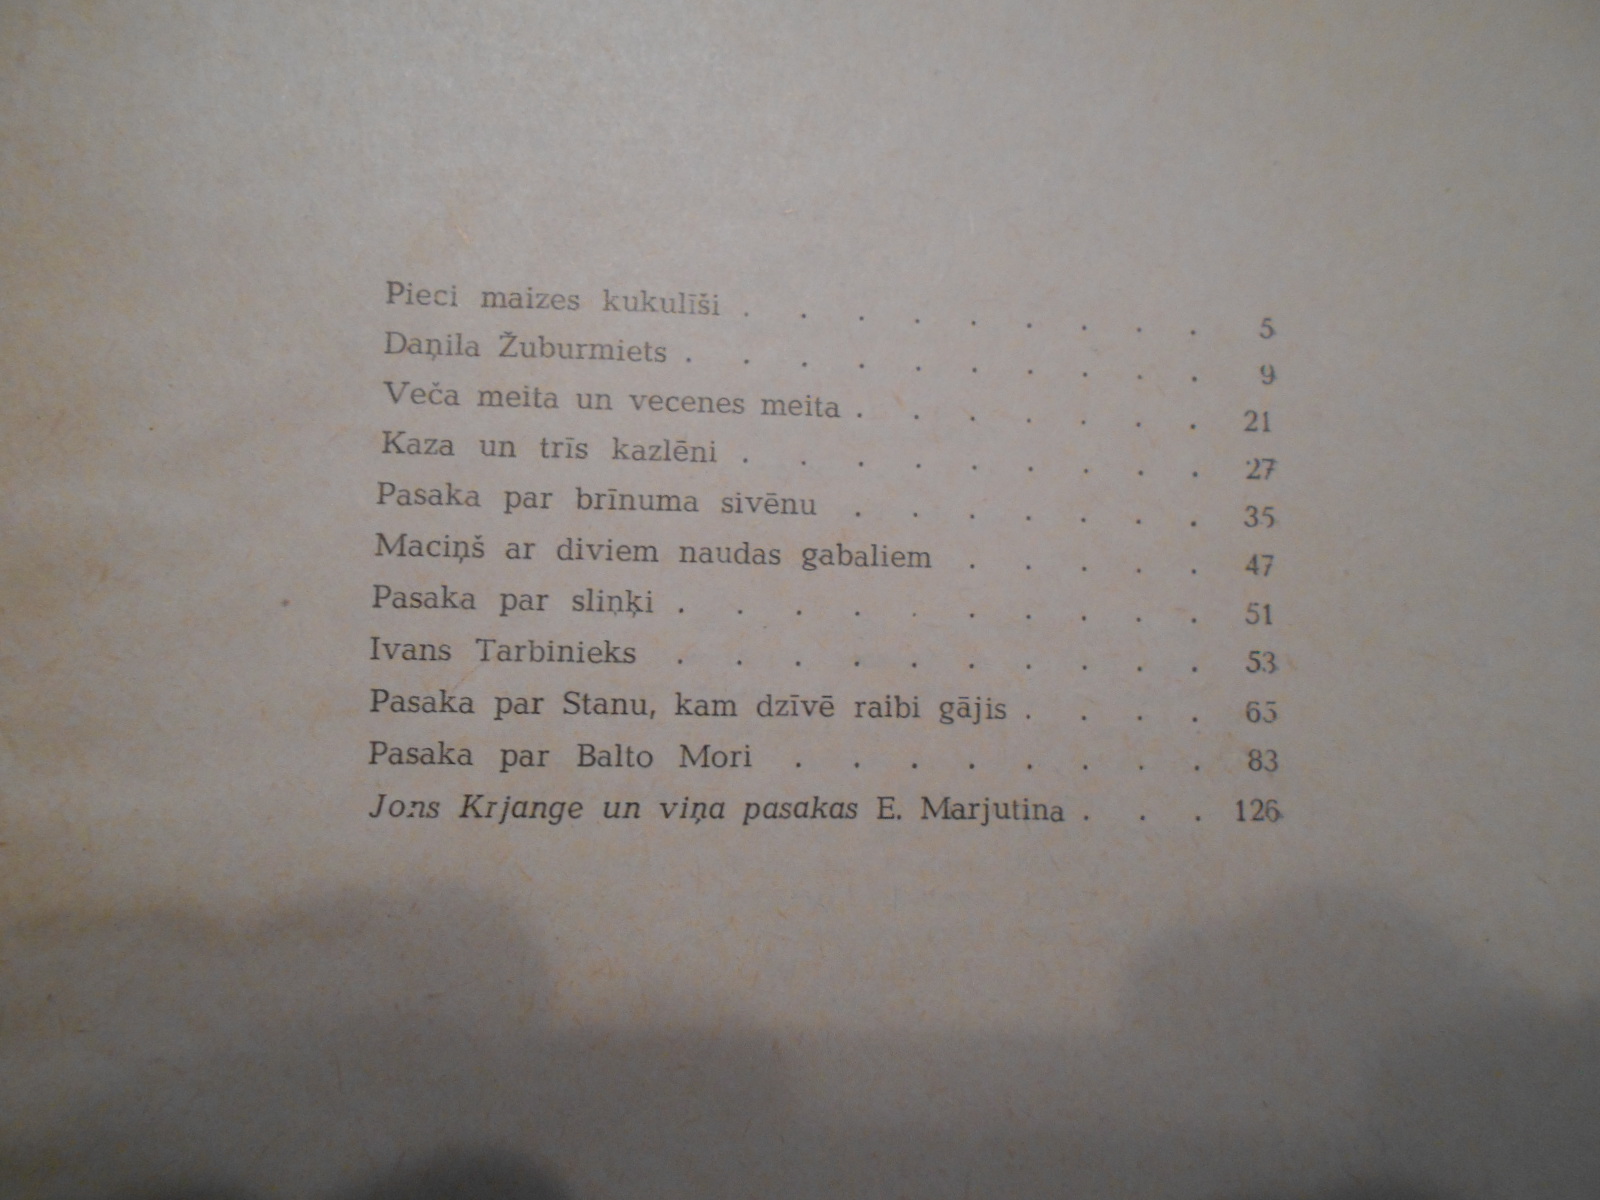 Pieci maizes kukulīši . . . . . . . . . 5
Daņila Žuburmiets . . . . . . . . . . 9
Veča meita un vecenes meita . . . . . . . 21
Kaza un trīs kazlēni . . . . . . . . . 27
Pasaka par brīnuma sivēnu . . . . . . . 35
Maciņš ar diviem naudas gabaliem . . . . . 47
Pasaka par sliņķi . . . . . . . . . . 51
Ivans Tarbinieks . . . . . . . . . . 53
Pasaka par Stanu, kam dzīvē raibi gājis . . . . 65
Pasaka par Balto Mori . . . . . . . . 83
Jons Krjange un viņa pasakas E. Marjutina . . . 126